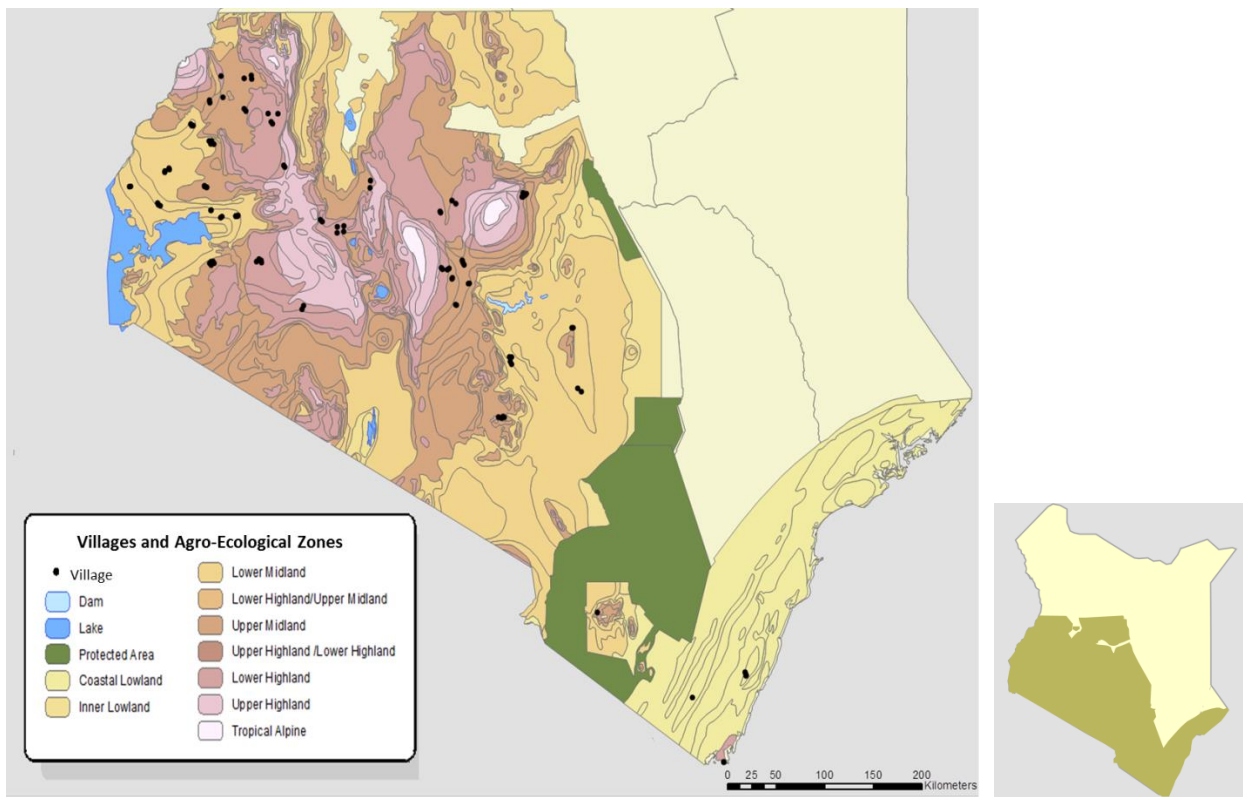 Villages and Agro-Ecological Zones
Village
Dam
Lake
Protected Area
Coastal Lowland
Inner Lowland
Lower Midland
Lower Highland/Upper Midland
Upper Midland
Upper Highland /Lower Highland
Lower Highland
Upper Highland
Tropical Alpine
0 25 50 100 150 200
Kilometers